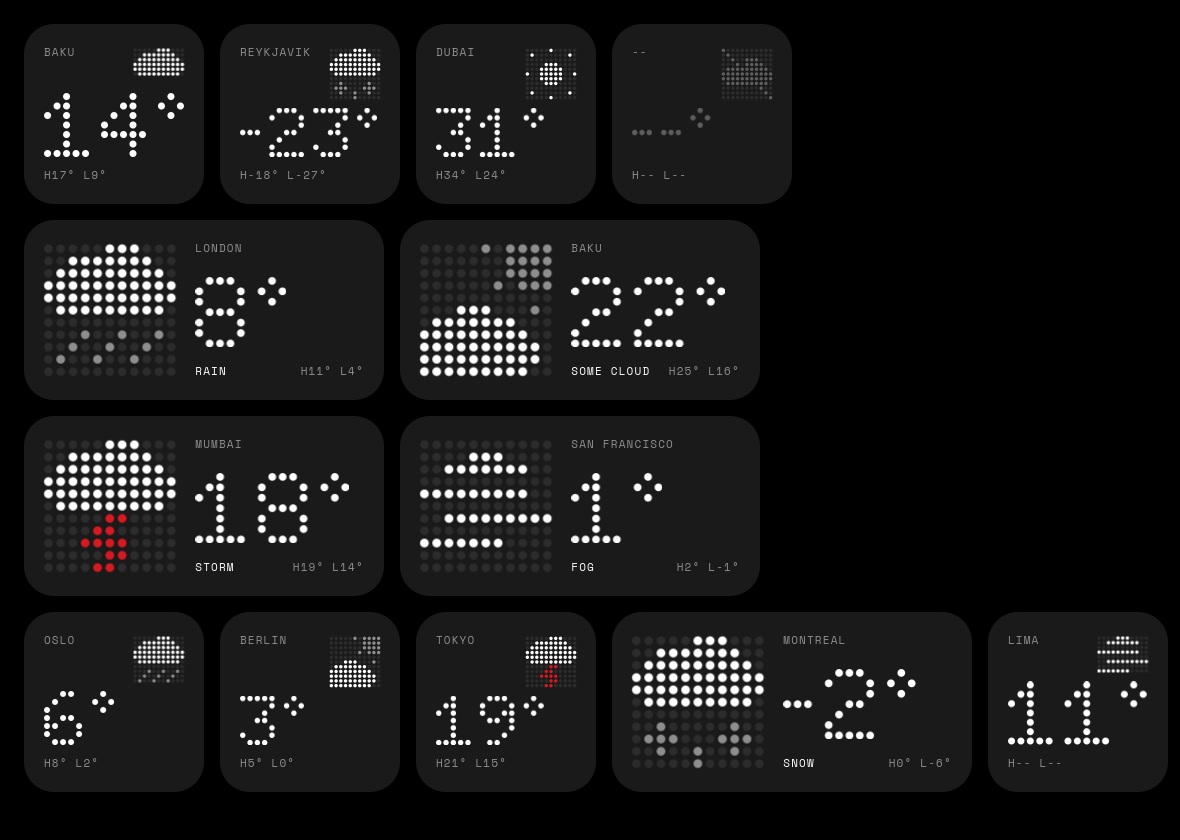 BAKU
14°
H17° L9°
REYKJAVIK
-23°
H-18° L-27°
DUBAI
31°
H34° L24°
--
--°
H-- L--
LONDON
8°
RAIN H11° L4°
BAKU
22°
SOME CLOUD H25° L16°
MUMBAI
18°
STORM H19° L14°
SAN FRANCISCO
1°
FOG H2° L-1°
OSLO
6°
H8° L2°
BERLIN
3°
H5° L0°
TOKYO
19°
H21° L15°
MONTREAL
-2°
SNOW H0° L-6°
LIMA
11°
H-- L--